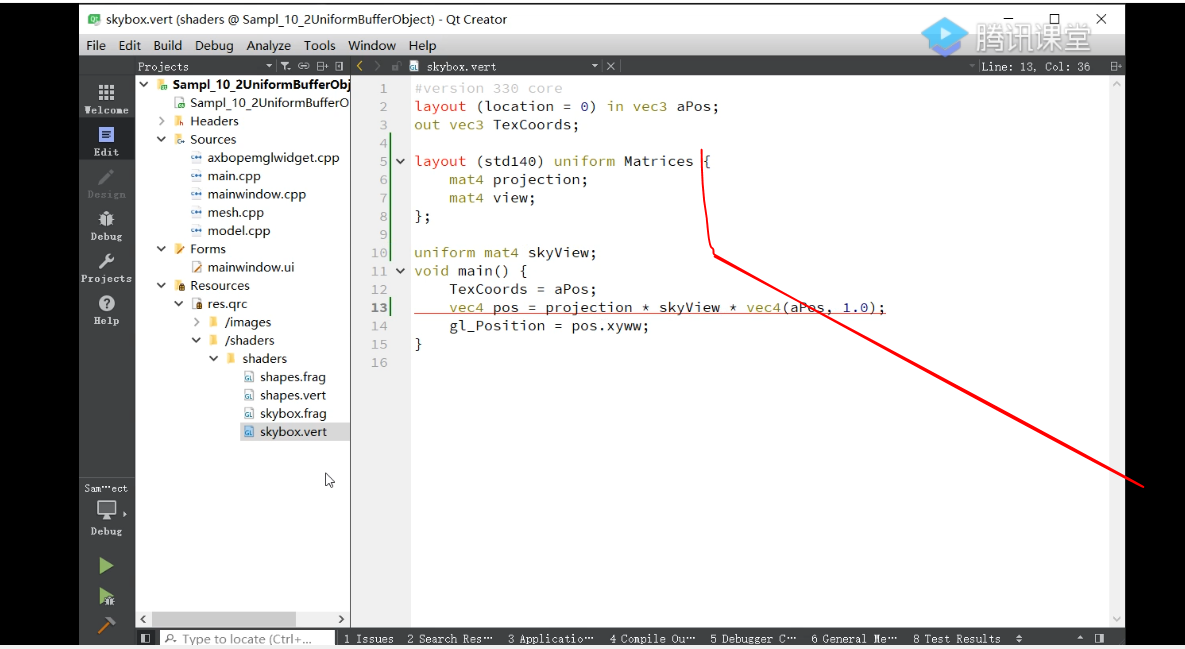 skybox.vert (shaders @ Sampl_10_2UniformBufferObject) - Qt Creator
File Edit Build Debug Analyze Tools Window Help
腾讯课堂
Projects
skybox.vert
Line: 13, Col: 36
Welcome
Edit
Design
Debug
Projects
Help
Sam···ect
Debug
Sampl_10_2UniformBufferObj
Sampl_10_2UniformBufferO
Headers
Sources
axbopemglwidget.cpp
main.cpp
mainwindow.cpp
mesh.cpp
model.cpp
Forms
mainwindow.ui
Resources
res.qrc
/images
/shaders
shaders
shapes.frag
shapes.vert
skybox.frag
skybox.vert
1 #version 330 core
2 layout (location = 0) in vec3 aPos;
3 out vec3 TexCoords;
4
5 layout (std140) uniform Matrices {
6 mat4 projection;
7 mat4 view;
8 };
9
10 uniform mat4 skyView;
11 void main() {
12 TexCoords = aPos;
13 vec4 pos = projection * skyView * vec4(aPos, 1.0);
14 gl_Position = pos.xyww;
15 }
16
Type to locate (Ctrl+...
1 Issues 2 Search Res··· 3 Applicatio··· 4 Compile Ou··· 5 Debugger C··· 6 General Me··· 8 Test Results